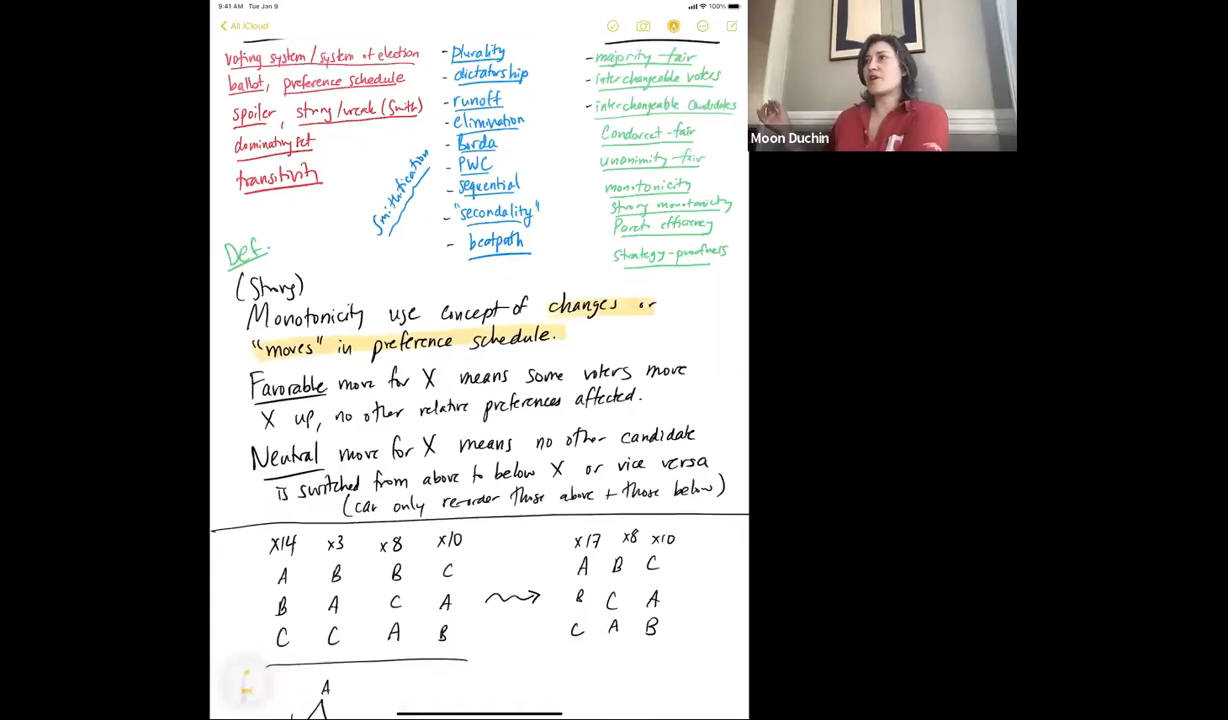 9:41 AM Tue Jan 9
100%
All iCloud
voting system / system of election
ballot, preference schedule
spoiler, strong/weak (Smith)
dominating set
transitivity
Smithification
- plurality
- dictatorship
- runoff
- elimination
- Borda
- PWC
- sequential
- "secondality"
- beatpath
- majority-fair
- interchangeable voters
- interchangeable candidates
Condorcet-fair
unanimity-fair
monotonicity
strong monotonicity
Pareto efficiency
strategy-proofness
Moon Duchin
Def.
(Strong)
Monotonicity use concept of changes or
"moves" in preference schedule.
Favorable move for X means some voters move
X up, no other relative preferences affected.
Neutral move for X means no other candidate
is switched from above to below X or vice versa
(can only re-order those above + those below)
x14 x3 x8 x10
A B B C
B A C A
C C A B
x17 x8 x10
A B C
B C A
C A B
A